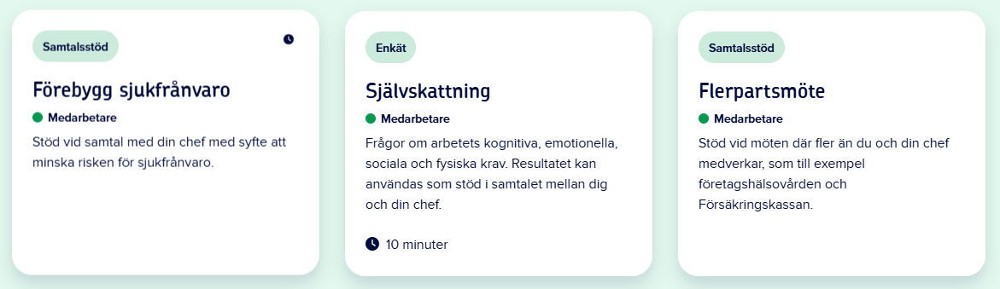 Samtalsstöd
Förebygg sjukfrånvaro
Medarbetare
Stöd vid samtal med din chef med syfte att
minska risken för sjukfrånvaro.
Enkät
Självskattning
Medarbetare
Frågor om arbetets kognitiva, emotionella,
sociala och fysiska krav. Resultatet kan
användas som stöd i samtalet mellan dig
och din chef.
10 minuter
Samtalsstöd
Flerpartsmöte
Medarbetare
Stöd vid möten där fler än du och din chef
medverkar, som till exempel
företagshälsovården och
Försäkringskassan.